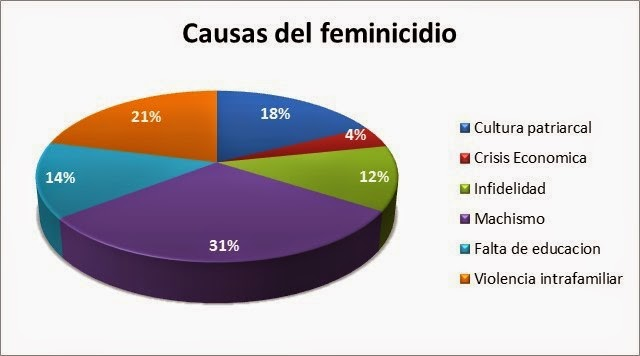 Causas del feminicidio
18%
4%
12%
31%
14%
21%
Cultura patriarcal
Crisis Economica
Infidelidad
Machismo
Falta de educacion
Violencia intrafamiliar